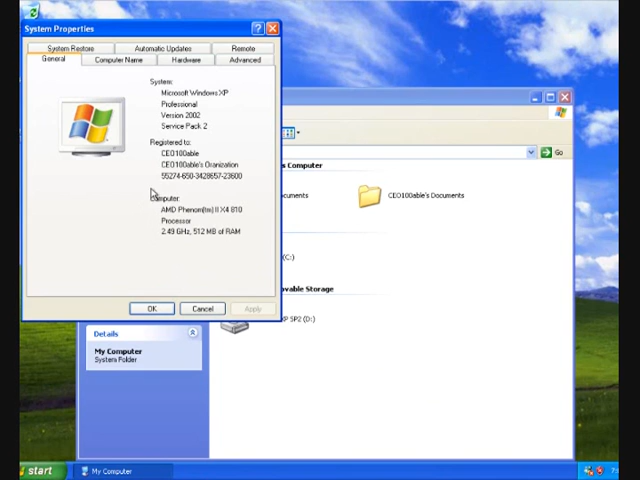 System Properties
System Restore
Automatic Updates
Remote
General
Computer Name
Hardware
Advanced
System:
Microsoft Windows XP
Professional
Version 2002
Service Pack 2
Registered to:
CEO100able
CEO100able's Oranization
55274-650-3428657-23600
Computer:
AMD Phenom(tm) II X4 810
Processor
2.49 GHz, 512 MB of RAM
OK
Cancel
Apply
Go
s Computer
ocuments
CEO100able's Documents
(C:)
ovable Storage
XP SP2 (D:)
Details
My Computer
System Folder
start
My Computer